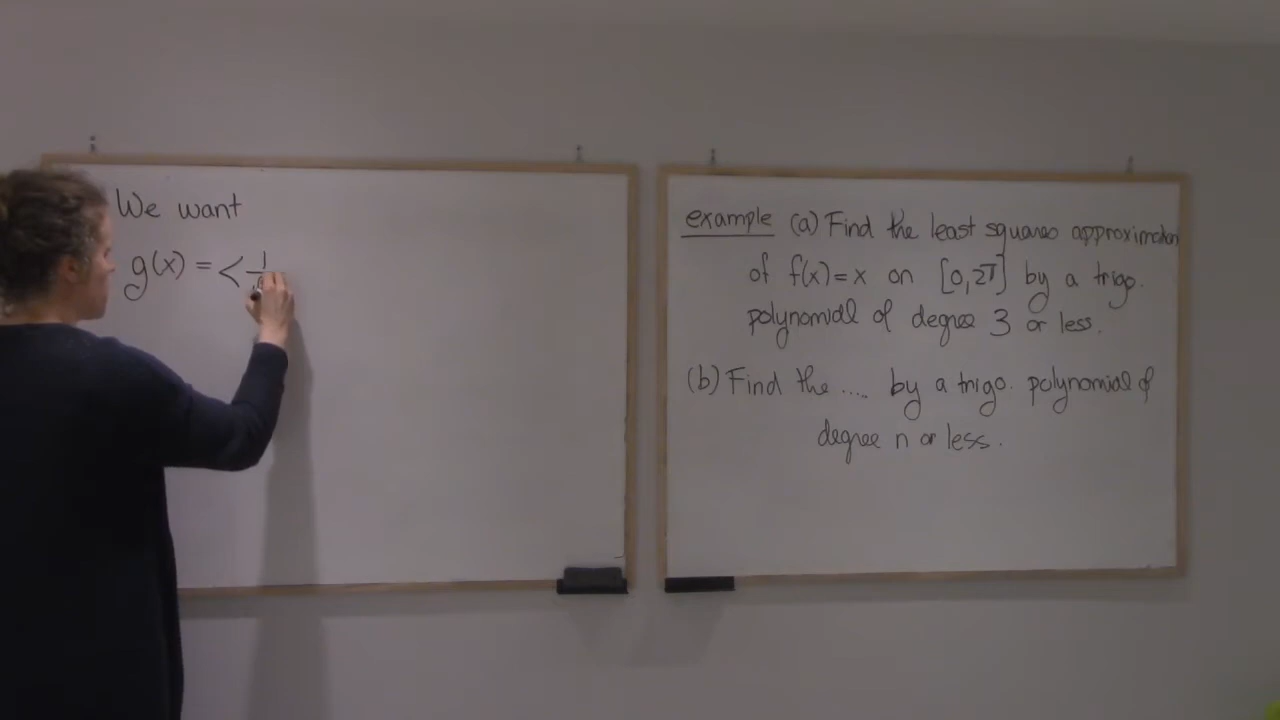 We want
g(x) = < 1
example (a) Find the least squares approximation
of f(x)=x on [0,2π] by a trigo.
polynomial of degree 3 or less.
(b) Find the ..... by a trigo. polynomial of
degree n or less.